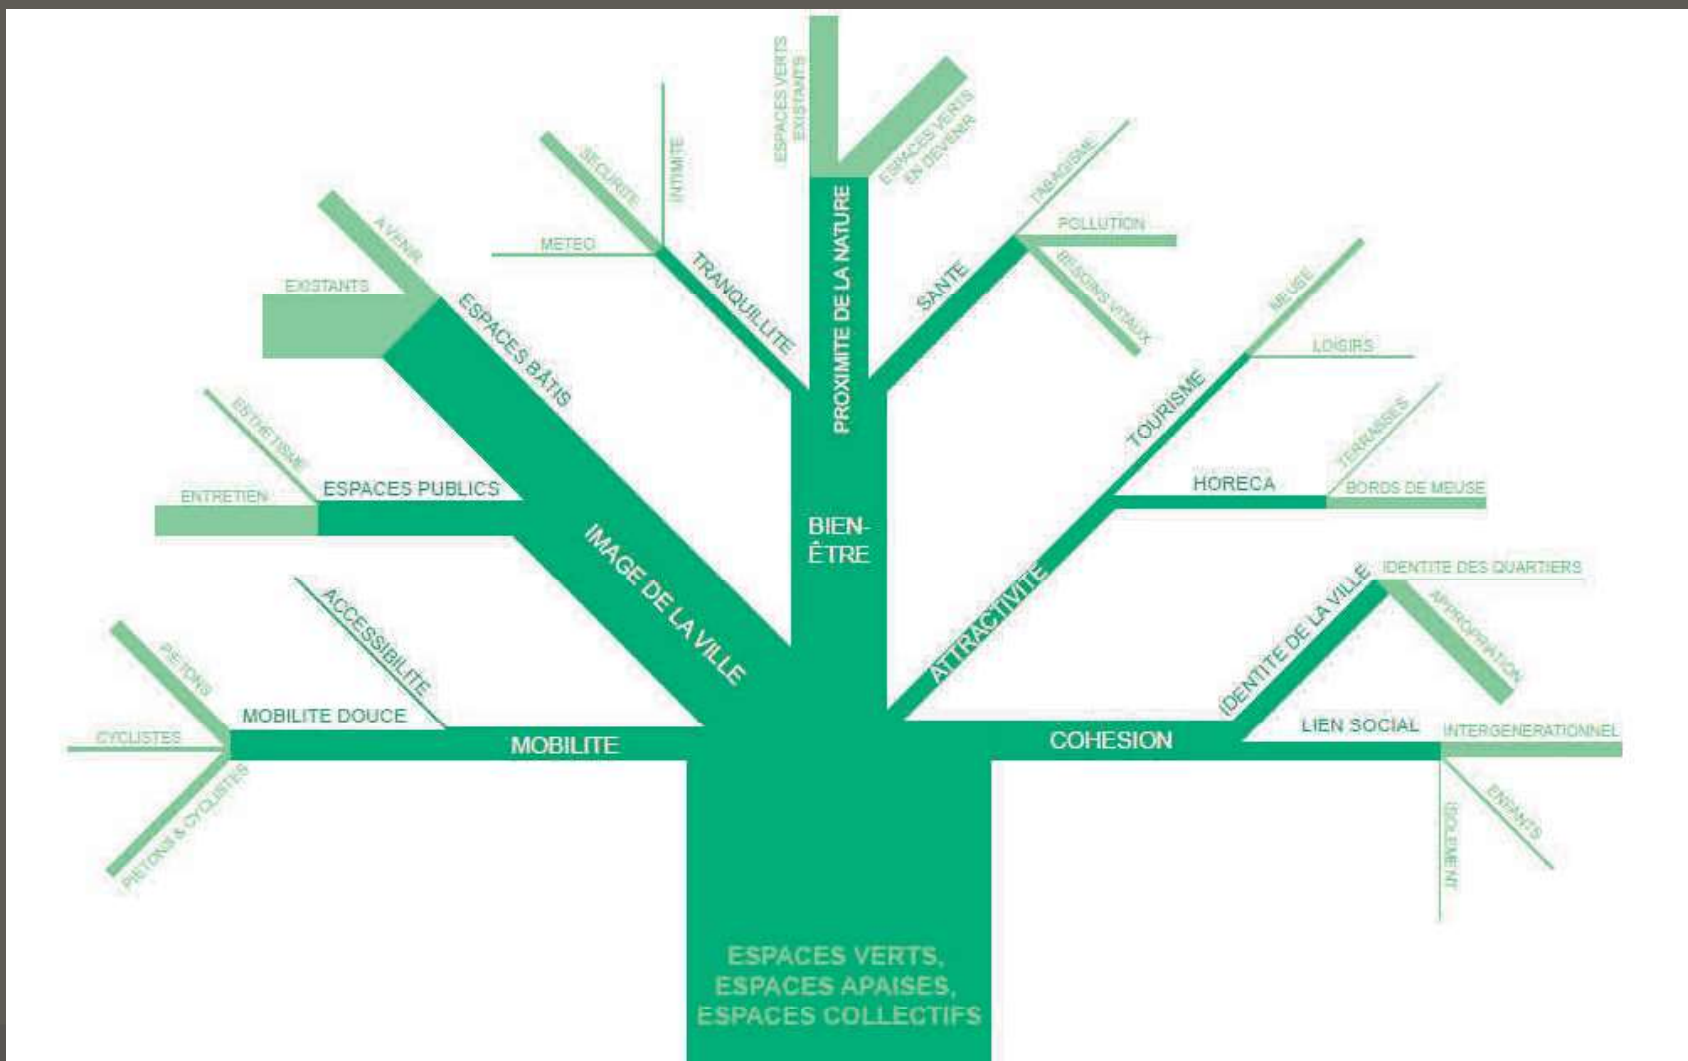 ESPACES VERTS
EXISTANTS
ESPACES VERTS
EN DEVENIR
INTIMITE
SECURITE
METEO
TRANQUILLITE
PROXIMITE DE LA NATURE
SANTE
TABAGISME
POLLUTION
BESOINS VITAUX
AVENIR
EXISTANTS
ESPACES BÂTIS
MEUSE
LOISIRS
TOURISME
ESTHETISME
ENTRETIEN
ESPACES PUBLICS
IMAGE DE LA VILLE
BIEN-
ÊTRE
ATTRACTIVITE
HORECA
TERRASSES
BORDS DE MEUSE
ACCESSIBILITE
IDENTITE DE LA VILLE
IDENTITE DES QUARTIERS
APPROPRIATION
PIETONS
CYCLISTES
PIETONS & CYCLISTES
MOBILITE DOUCE
MOBILITE
COHESION
LIEN SOCIAL
INTERGENERATIONNEL
ENFANTS
ISOLEMENT
ESPACES VERTS,
ESPACES APAISES,
ESPACES COLLECTIFS